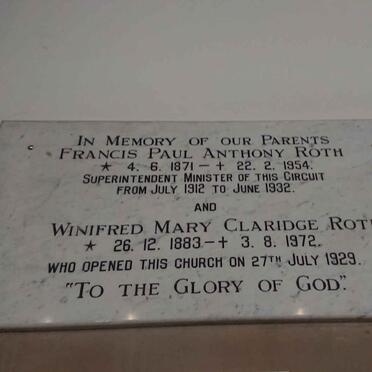 IN MEMORY OF OUR PARENTS
FRANCIS PAUL ANTHONY ROTH
★ 4. 6. 1871 – + 22. 2. 1954.
SUPERINTENDENT MINISTER OF THIS CIRCUIT
FROM JULY 1912 TO JUNE 1932.
AND
WINIFRED MARY CLARIDGE ROT
★ 26. 12. 1883 – + 3. 8. 1972.
WHO OPENED THIS CHURCH ON 27TH JULY 1929.
"TO THE GLORY OF GOD".